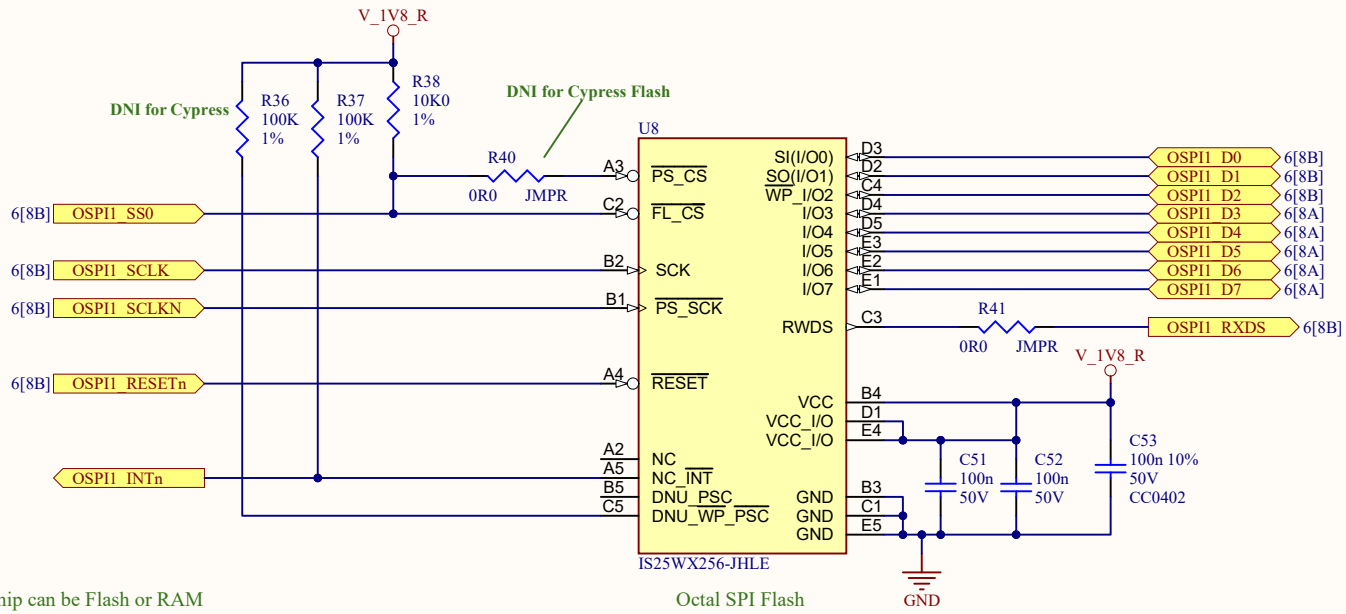 V_1V8_R
DNI for Cypress
R36
100K
1%
R37
100K
1%
R38
10K0
1%
DNI for Cypress Flash
R40
0R0
JMPR
U8
A3
PS_CS
C2
FL_CS
B2
SCK
B1
PS_SCK
A4
RESET
A2
NC
A5
NC_INT
B5
DNU_PSC
C5
DNU_WP_PSC
6[8B]
OSPI1_SS0
6[8B]
OSPI1_SCLK
6[8B]
OSPI1_SCLKN
6[8B]
OSPI1_RESETn
OSPI1_INTn
SI(I/O0)
D3
OSPI1_D0
6[8B]
SO(I/O1)
D2
OSPI1_D1
6[8B]
WP_I/O2
C4
OSPI1_D2
6[8B]
I/O3
D4
OSPI1_D3
6[8A]
I/O4
D5
OSPI1_D4
6[8A]
I/O5
E3
OSPI1_D5
6[8A]
I/O6
E2
OSPI1_D6
6[8A]
I/O7
E1
OSPI1_D7
6[8A]
RWDS
C3
R41
0R0
JMPR
OSPI1_RXDS
6[8B]
V_1V8_R
VCC
B4
VCC_I/O
D1
VCC_I/O
E4
GND
B3
GND
C1
GND
E5
C51
100n
50V
C52
100n
50V
C53
100n 10%
50V
CC0402
IS25WX256-JHLE
GND
can be Flash or RAM
Octal SPI Flash